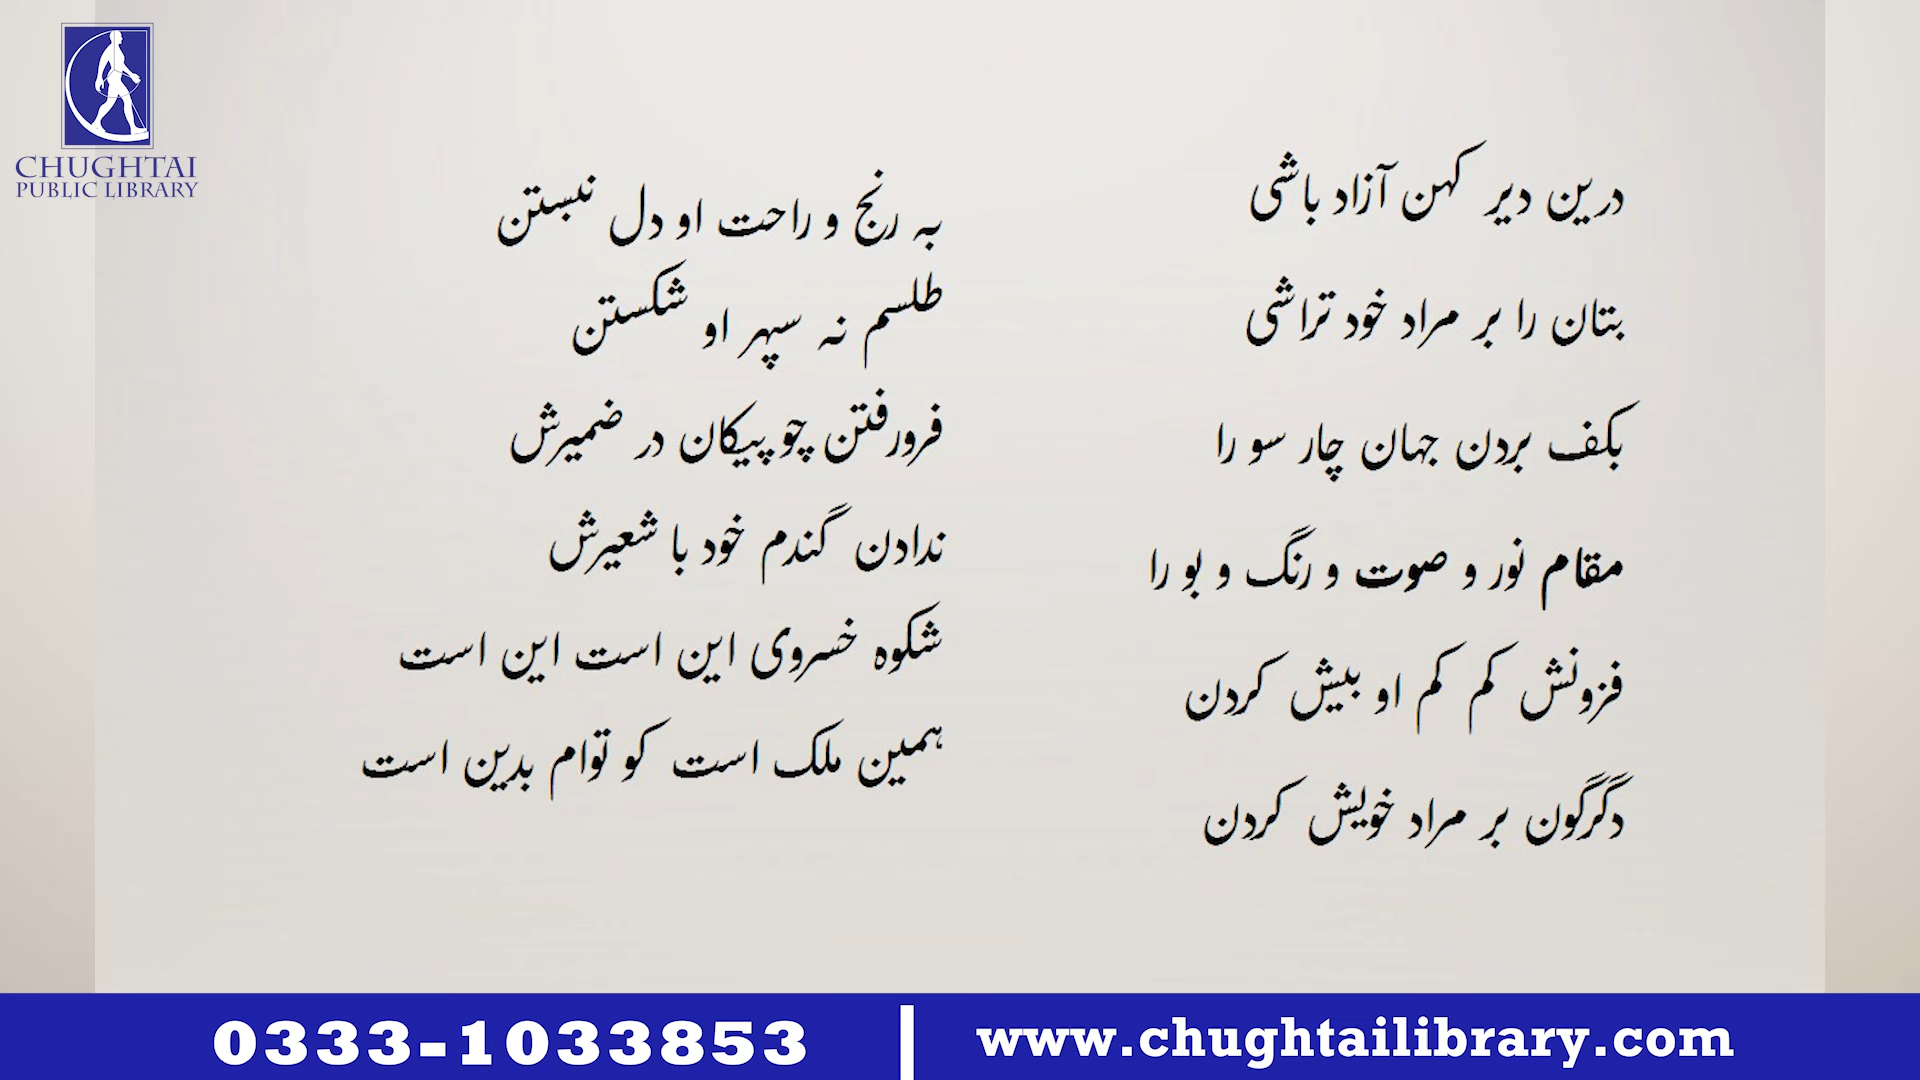 CHUGHTAI
PUBLIC LIBRARY
درین دیر کہن آزاد باشی
بتان را بر مراد خود تراشی
بکف بردن جہان چار سو را
مقام نور و صوت و رنگ و بو را
فزونش کم کم او بیش کردن
دگرگون بر مراد خویش کردن
بہ رنج و راحت او دل نبستن
طلسم نہ سپہر او شکستن
فرورفتن چو پیکان در ضمیرش
ندادن گندم خود با شعیرش
شکوہ خسروی این است این است
ہمین ملک است کو توام بدین است
0333-1033853
www.chughtailibrary.com